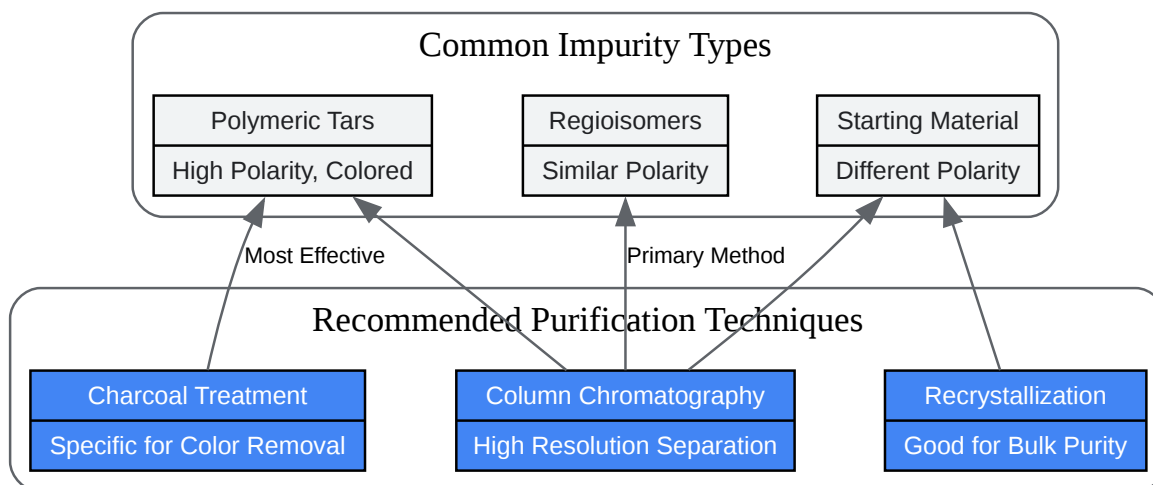 Common Impurity Types
Polymeric Tars
High Polarity, Colored
Regioisomers
Similar Polarity
Starting Material
Different Polarity
Most Effective
Primary Method
Recommended Purification Techniques
Charcoal Treatment
Specific for Color Removal
Column Chromatography
High Resolution Separation
Recrystallization
Good for Bulk Purity